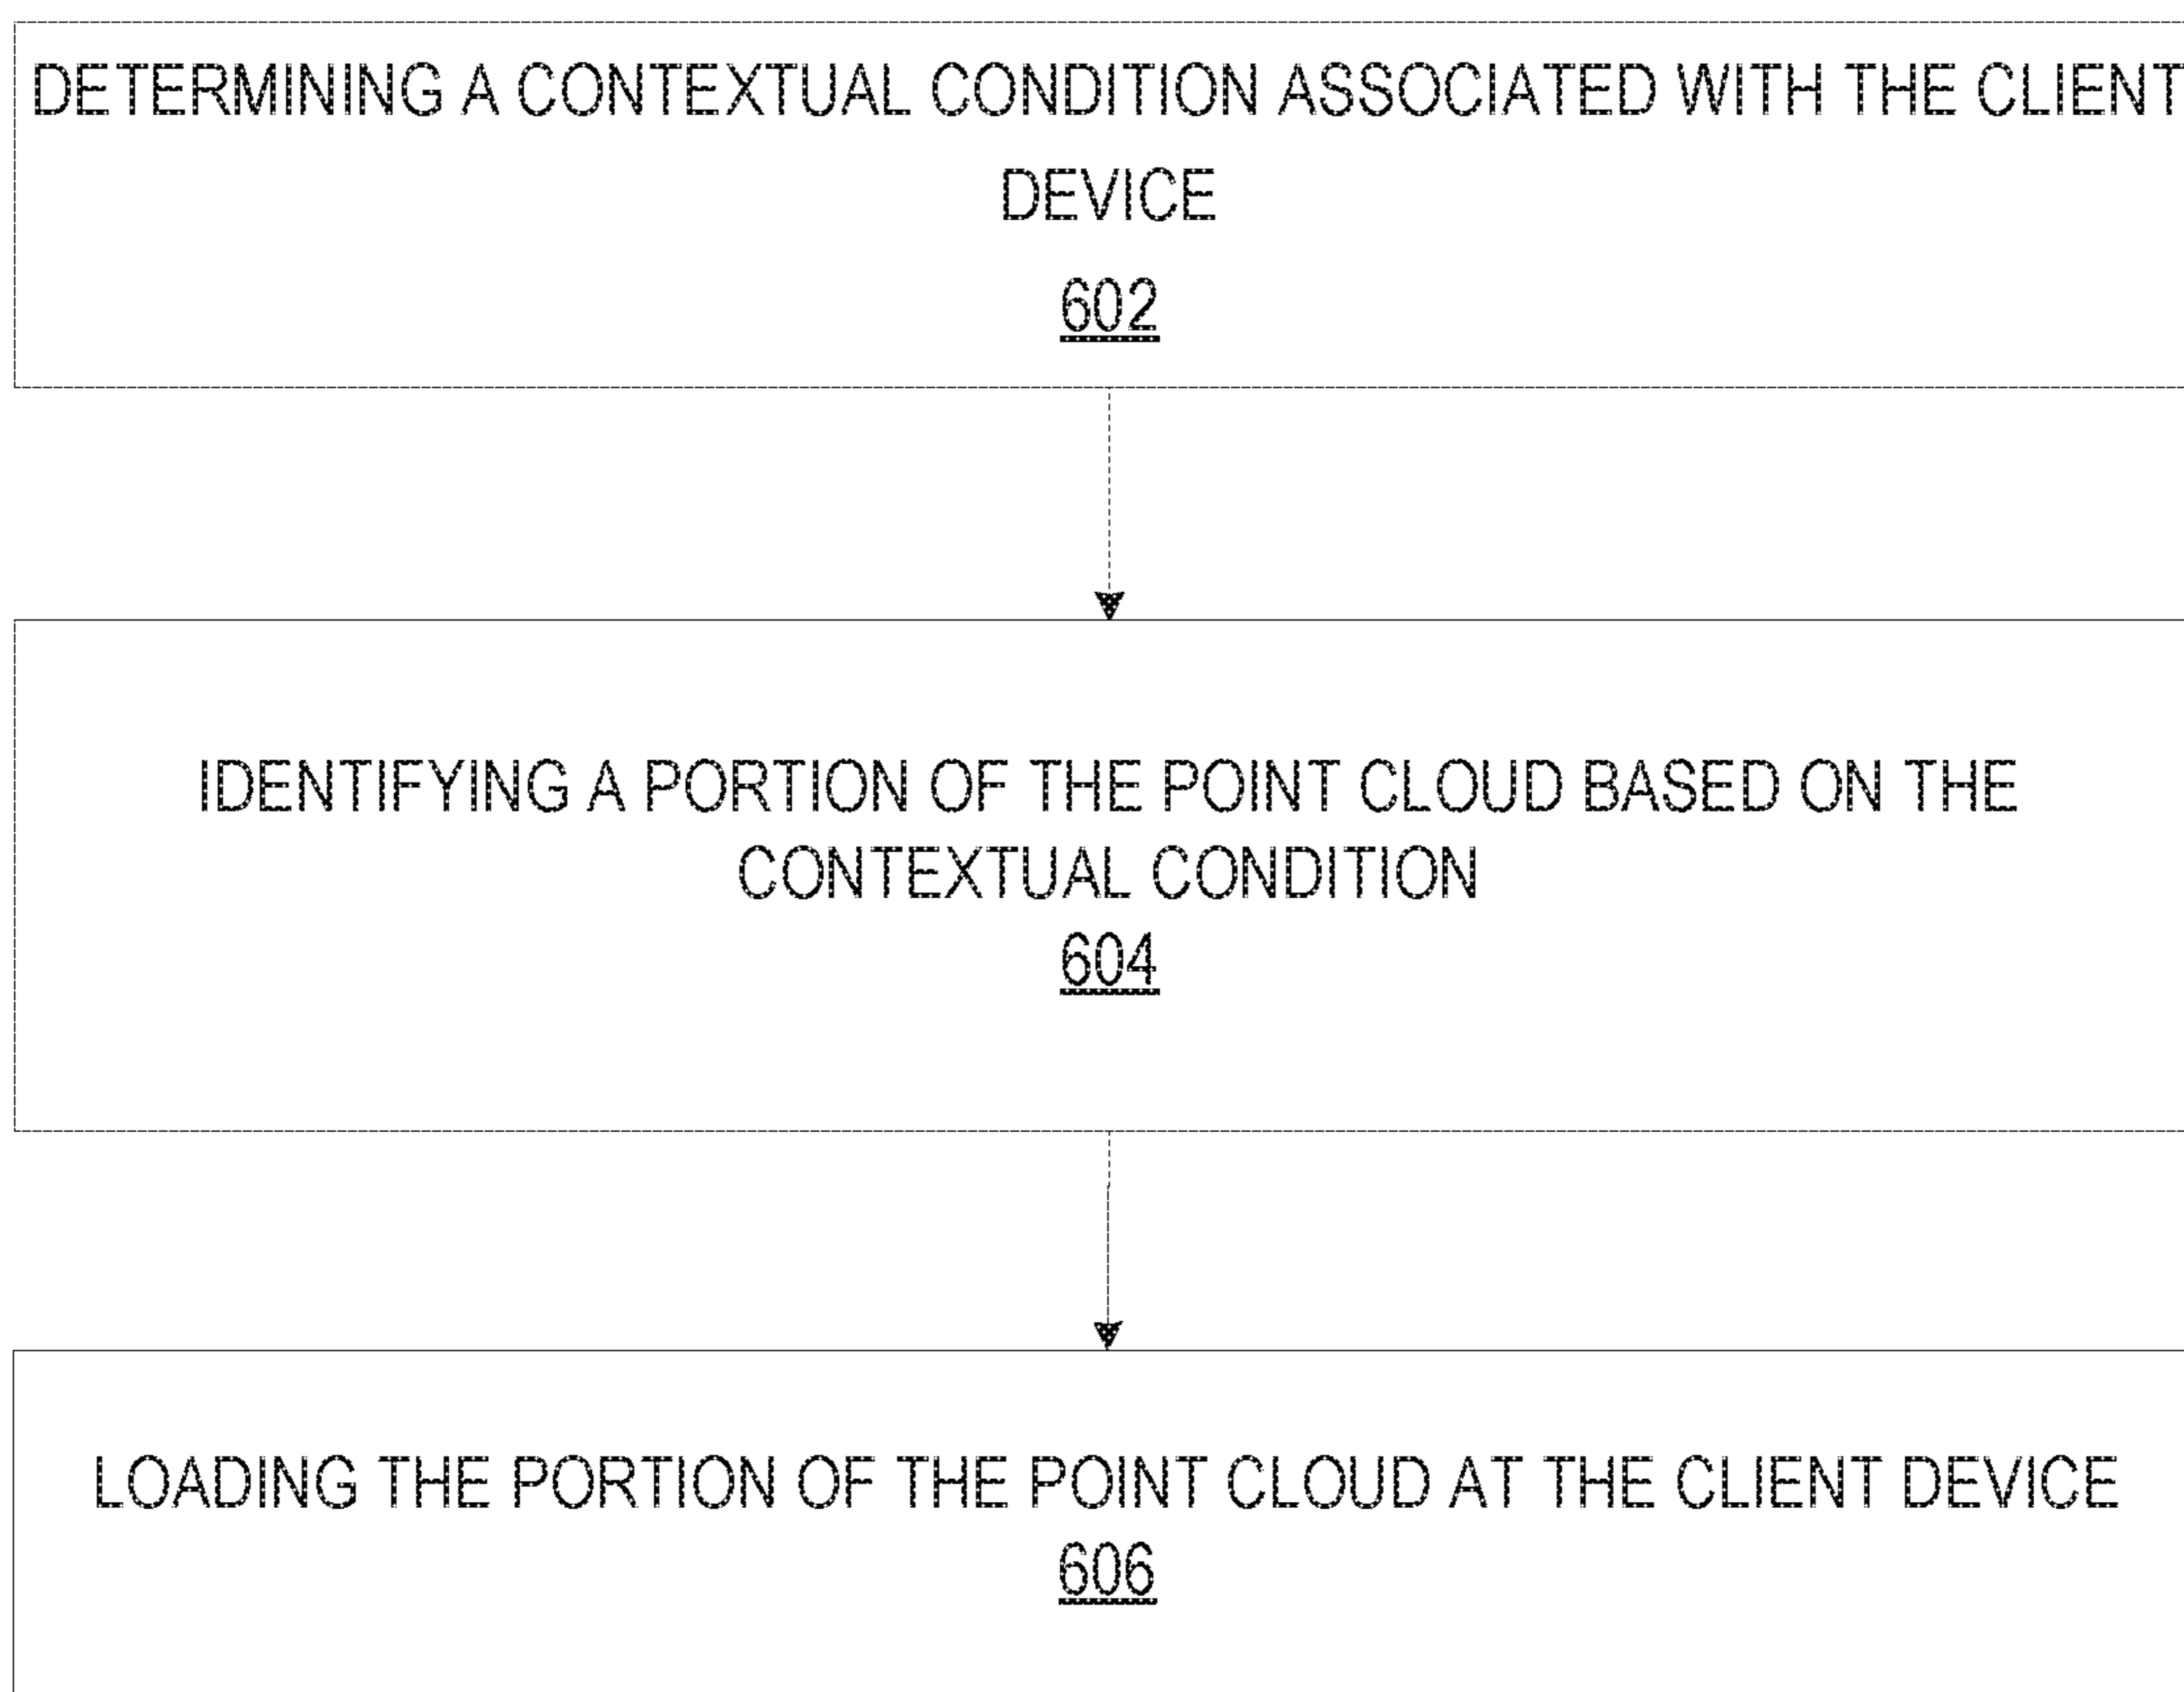 DETERMINING A CONTEXTUAL CONDITION ASSOCIATED WITH THE CLIENT
DEVICE
602
IDENTIFYING A PORTION OF THE POINT CLOUD BASED ON THE
CONTEXTUAL CONDITION
604
LOADING THE PORTION OF THE POINT CLOUD AT THE CLIENT DEVICE
606